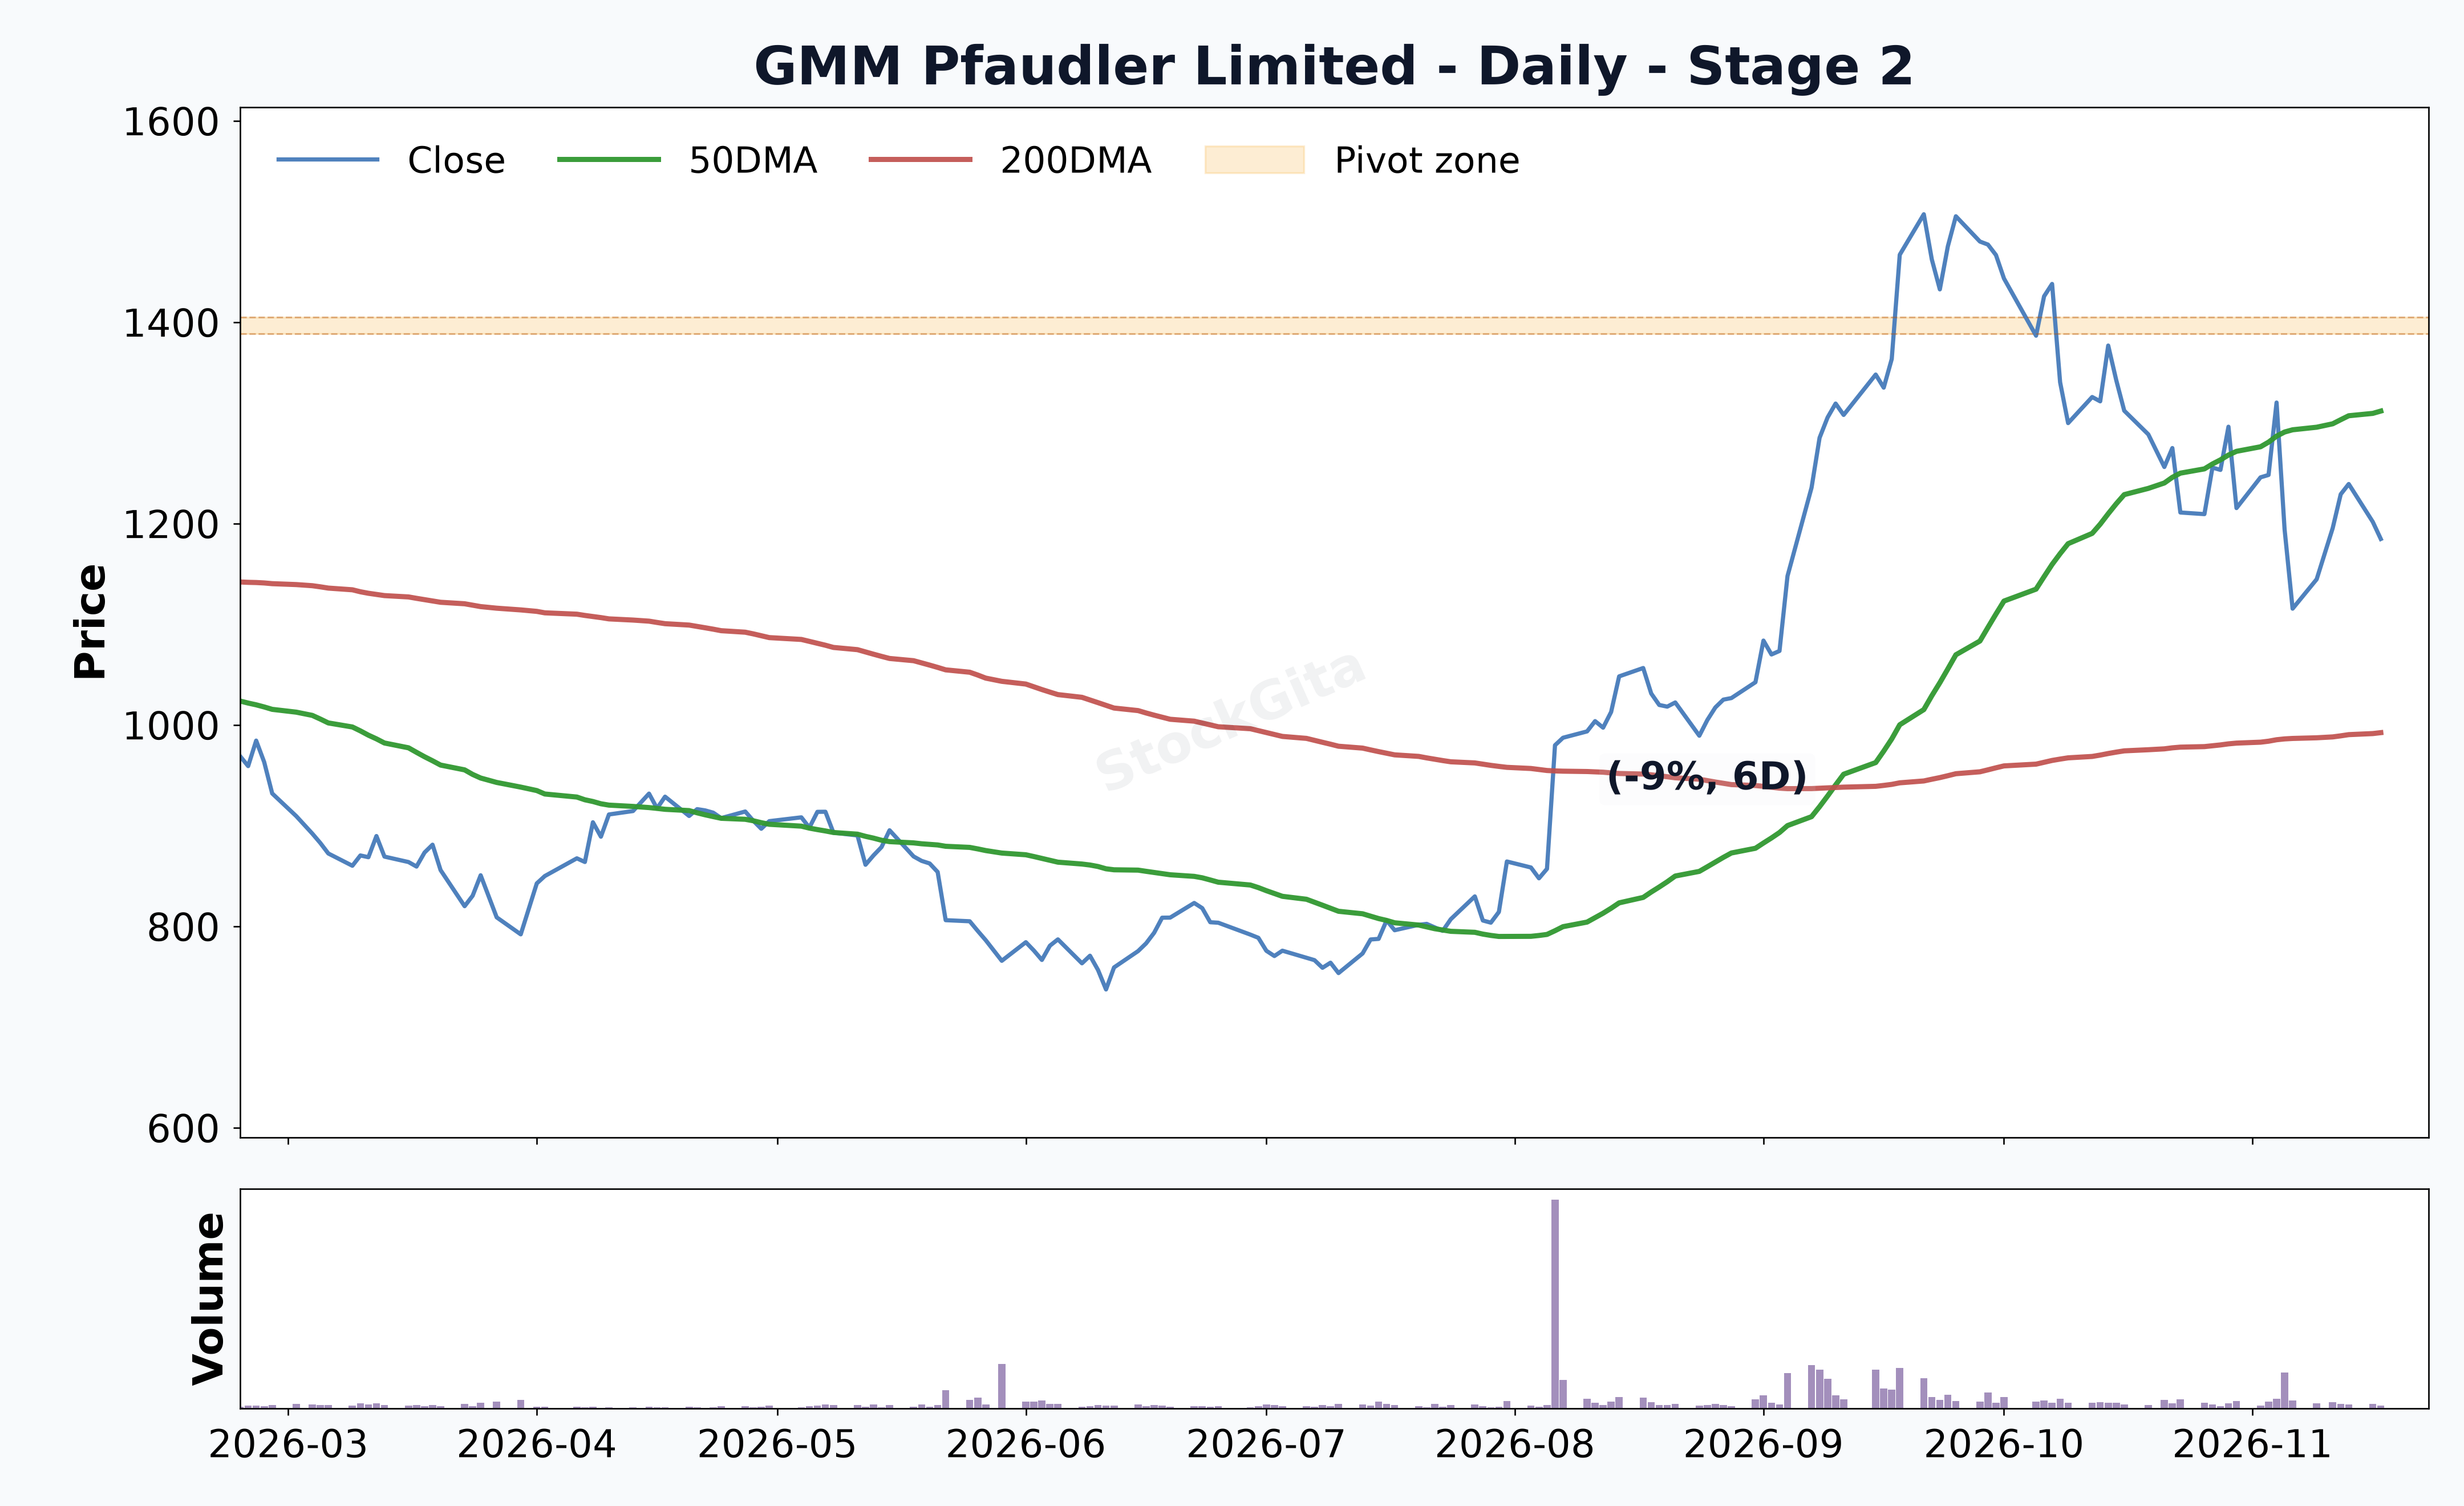 GMM Pfaudler Limited - Daily - Stage 2
Close 50DMA 200DMA Pivot zone
1600
1400
1200
1000
800
600
Price
StockGita
(-9%, 6D)
Volume
2026-03 2026-04 2026-05 2026-06 2026-07 2026-08 2026-09 2026-10 2026-11